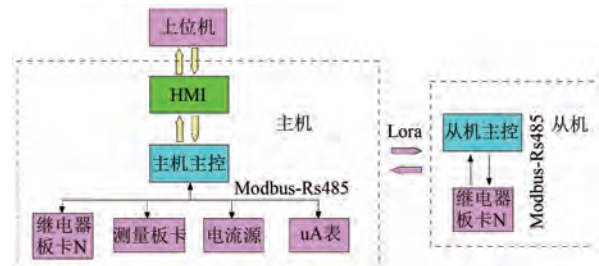 上位机
HMI
主机
主机主控
Modbus-Rs485
继电器
板卡N
测量板卡
电流源
uA表
Lora
从机主控
从机
Modbus-Rs485
继电器
板卡N